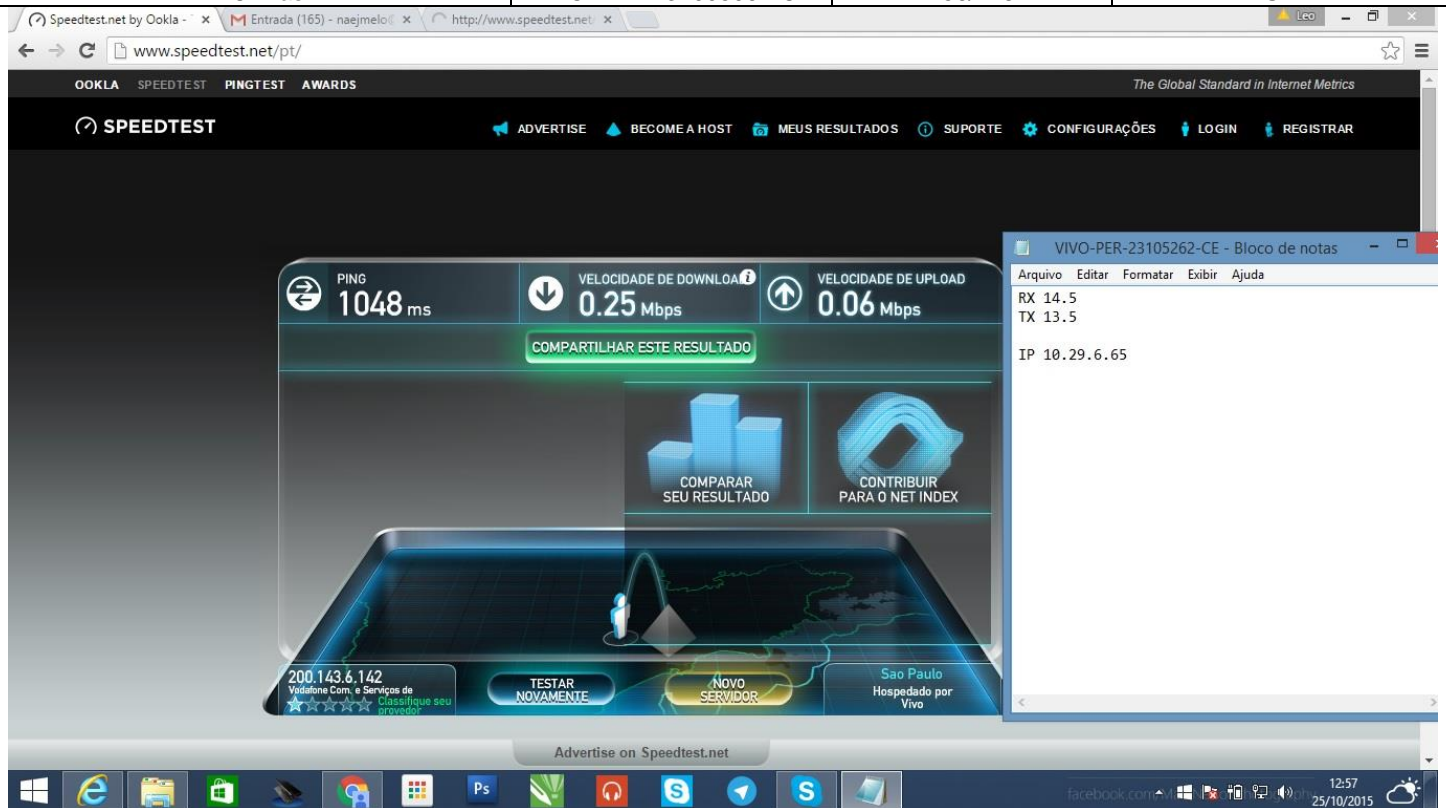 Speedtest.net by Ookla -
Entrada (165) - naejmelo
http://www.speedtest.net/
Leo
www.speedtest.net/pt/
OOKLA SPEEDTEST PINGTEST AWARDS
The Global Standard in Internet Metrics
SPEEDTEST
ADVERTISE BECOME A HOST MEUS RESULTADOS SUPORTE CONFIGURAÇÕES LOGIN REGISTRAR
PING
1048 ms
VELOCIDADE DE DOWNLOA
0.25 Mbps
VELOCIDADE DE UPLOAD
0.06 Mbps
COMPARTILHAR ESTE RESULTADO
COMPARAR
SEU RESULTADO
CONTRIBUIR
PARA O NET INDEX
200.143.6.142
Vodafone Com. e Serviços de
Classifique seu
provedor
TESTAR
NOVAMENTE
NOVO
SERVIDOR
Sao Paulo
Hospedado por
Vivo
Advertise on Speedtest.net
VIVO-PER-23105262-CE - Bloco de notas
Arquivo Editar Formatar Exibir Ajuda
RX 14.5
TX 13.5
IP 10.29.6.65
Ps
facebook.com
12:57
25/10/2015